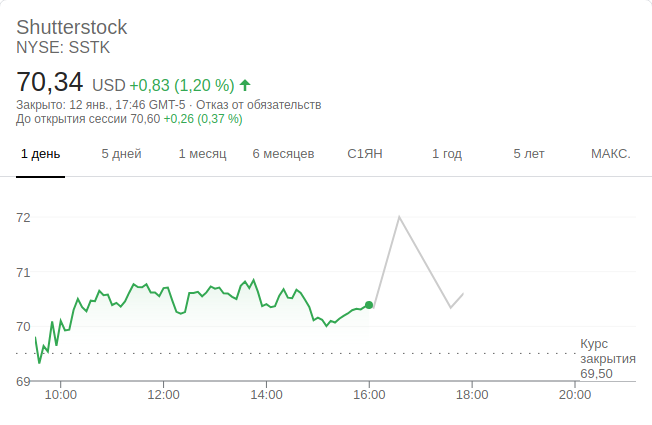 Shutterstock
NYSE: SSTK
70,34 USD +0,83 (1,20 %)
Закрыто: 12 янв., 17:46 GMT-5 · Отказ от обязательств
До открытия сессии 70,60 +0,26 (0,37 %)
1 день 5 дней 1 месяц 6 месяцев С1ЯН 1 год 5 лет МАКС.
72
71
70
Курс
закрытия
69,50
69
10:00 12:00 14:00 16:00 18:00 20:00